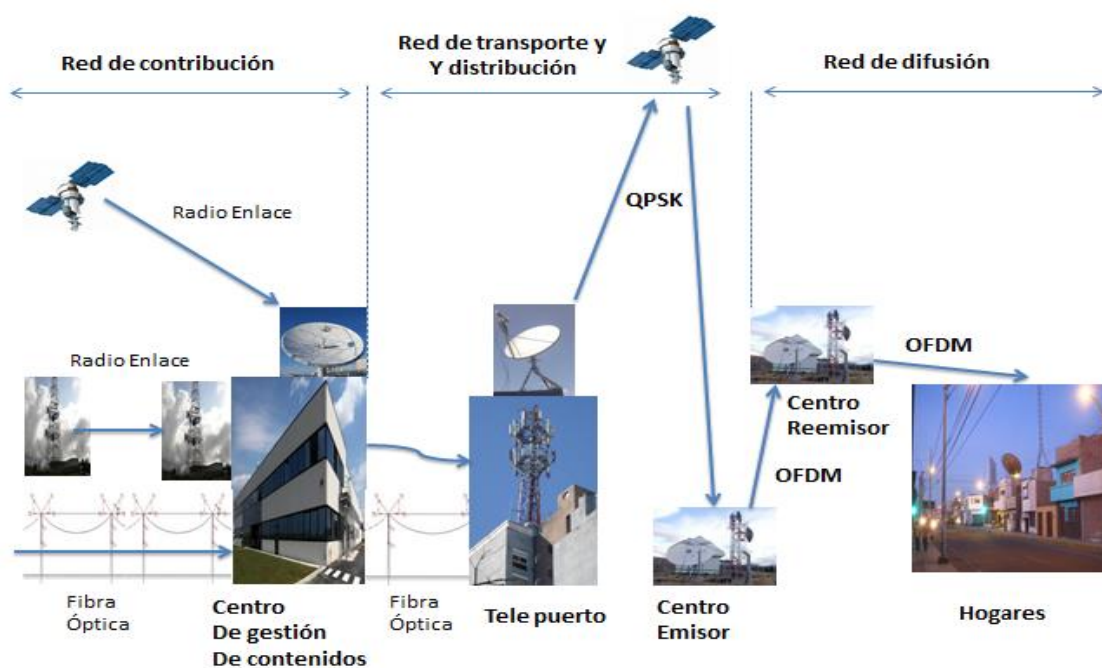 Red de contribución
Red de transporte y
Y distribución
Red de difusión
Radio Enlace
QPSK
Radio Enlace
OFDM
Centro
Reemisor
OFDM
Fibra
Óptica
Centro
De gestión
De contenidos
Fibra
Óptica
Tele puerto
Centro
Emisor
Hogares